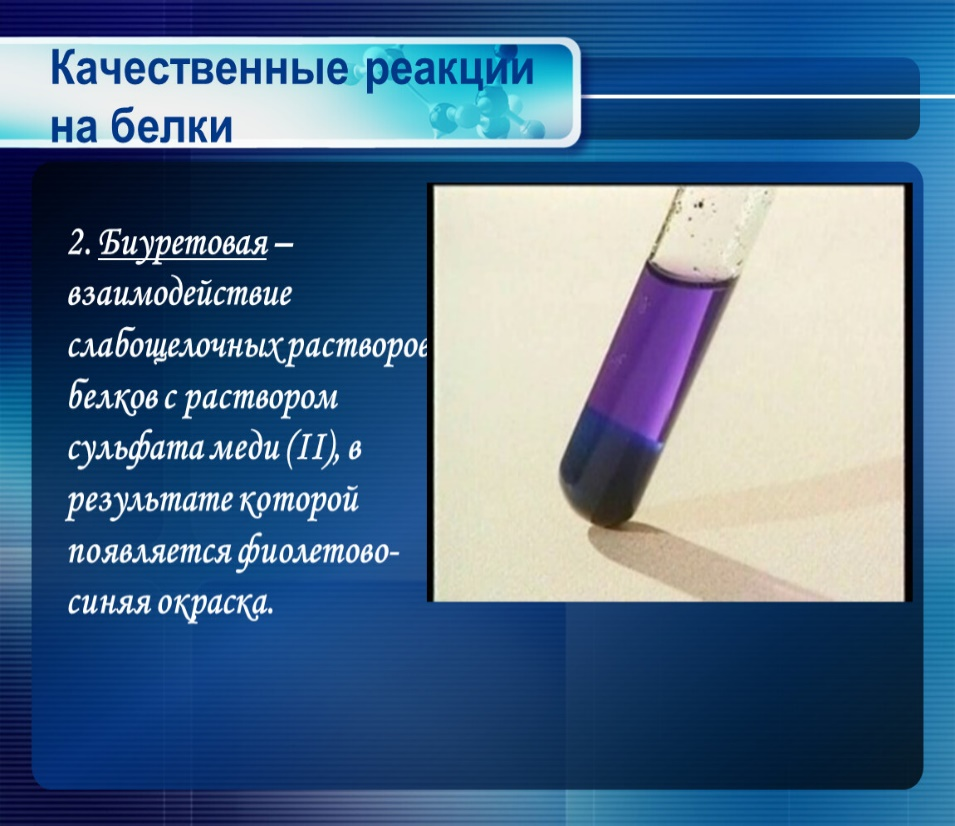 Качественные реакции
на белки
2. Биуретовая –
взаимодействие
слабощелочных растворов
белков с раствором
сульфата меди (II), в
результате которой
появляется фиолетово-
синяя окраска.